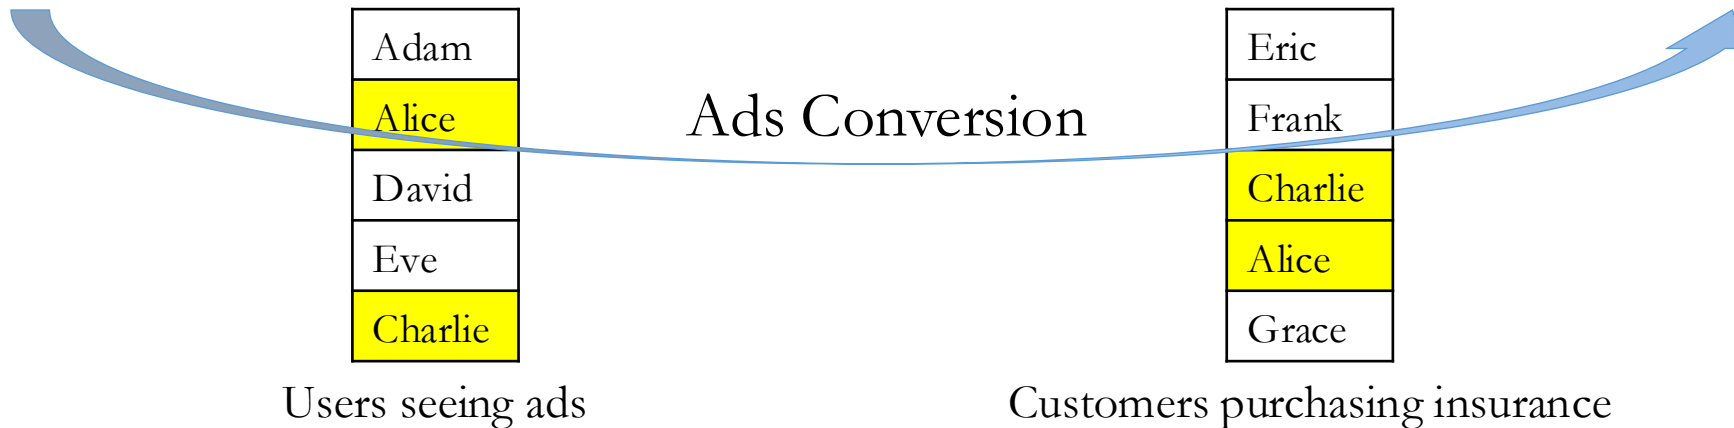 Adam
Alice
David
Eve
Charlie
Users seeing ads
Ads Conversion
Eric
Frank
Charlie
Alice
Grace
Customers purchasing insurance